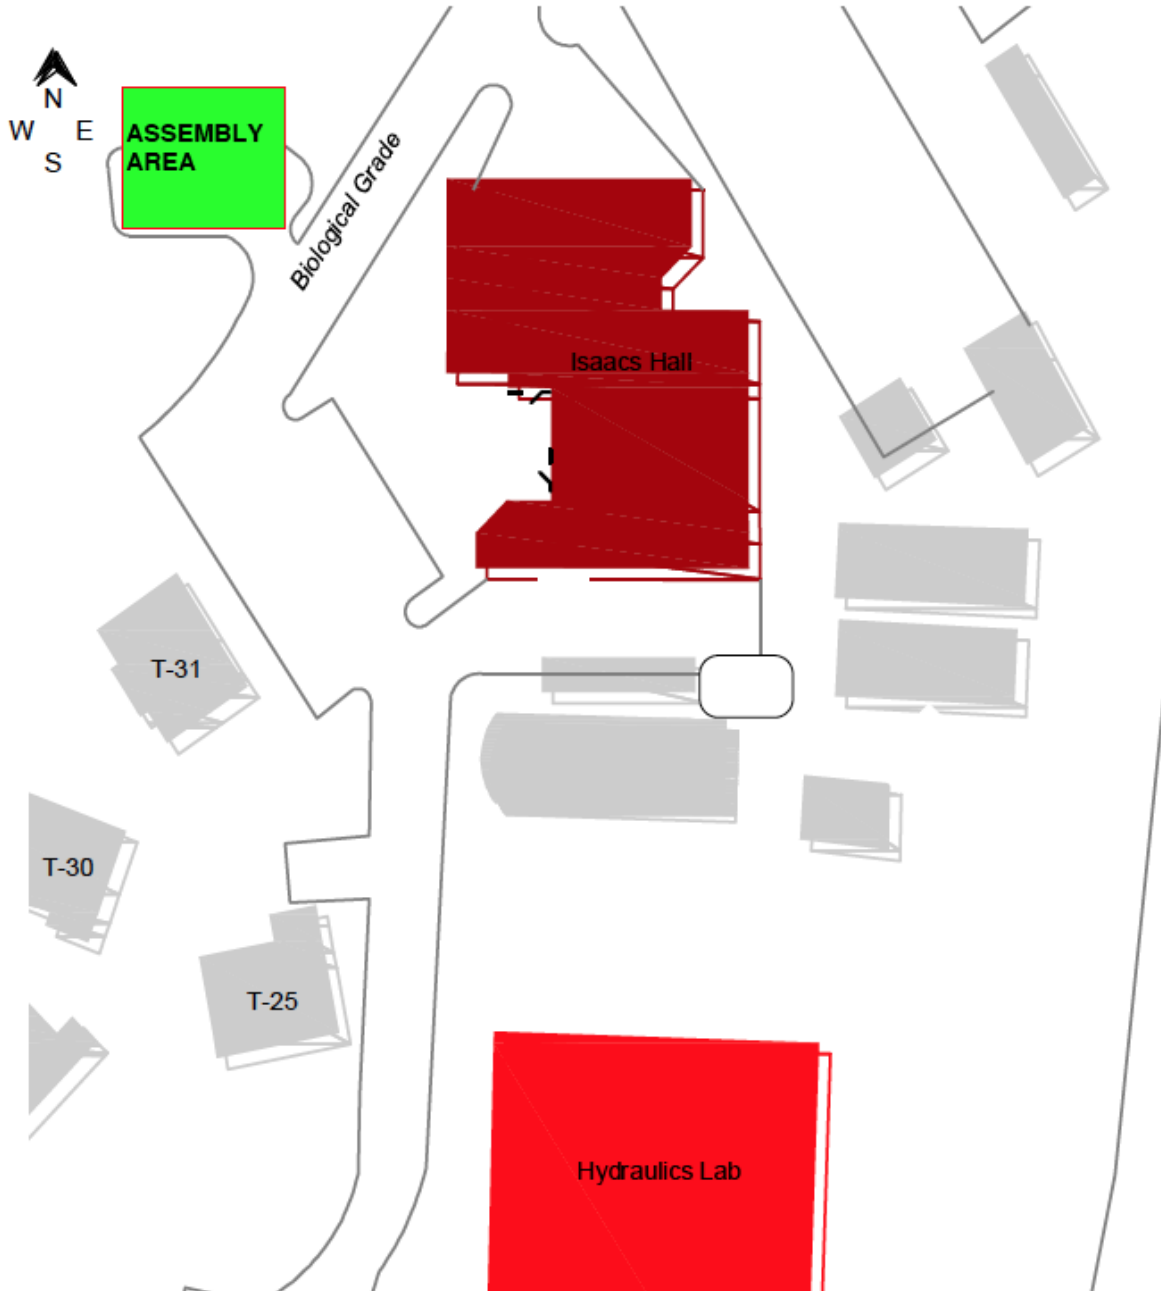 N
W E
S
ASSEMBLY
AREA
Biological Grade
Isaacs Hall
T-31
T-30
T-25
Hydraulics Lab